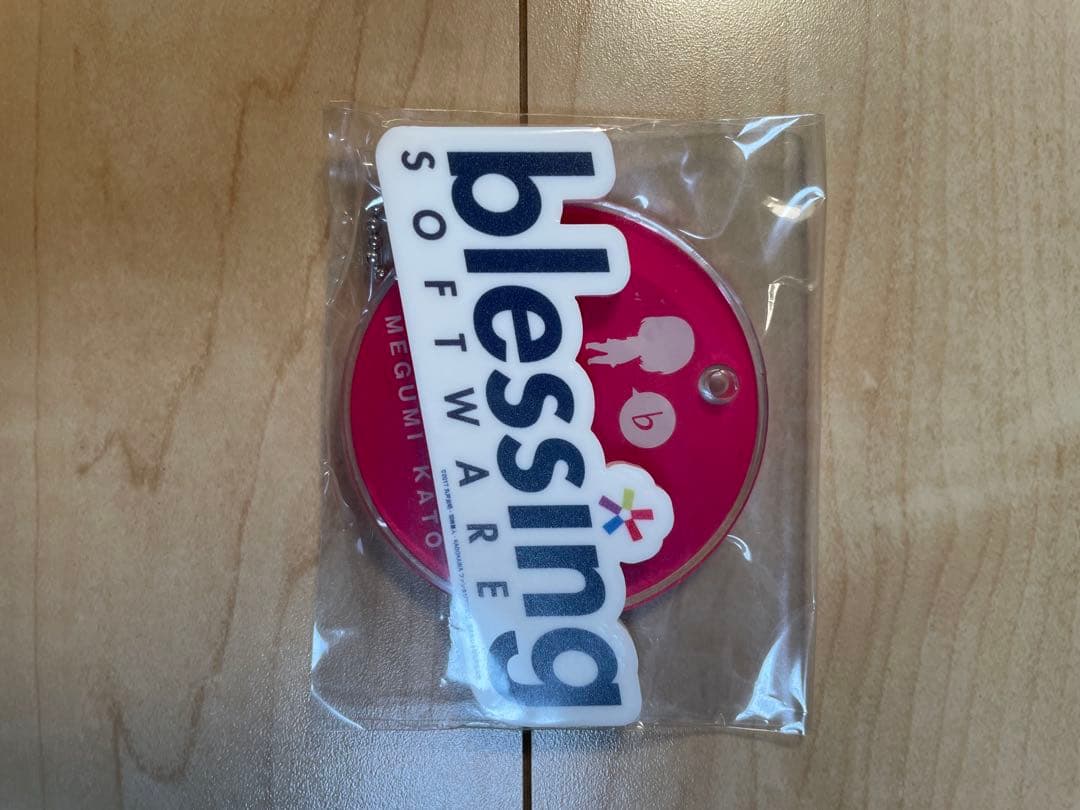 blessing
SOFTWARE
MEGUMI KATO
b